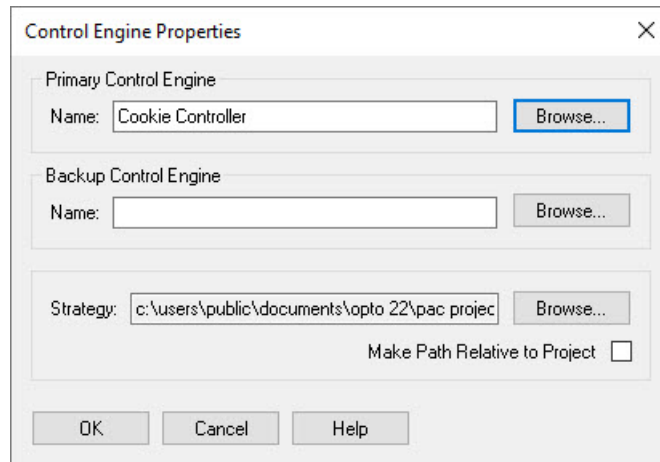 Control Engine Properties
Primary Control Engine
Name: Cookie Controller Browse...
Backup Control Engine
Name: Browse...
Strategy: c:\users\public\documents\opto 22\pac projec Browse...
Make Path Relative to Project
OK Cancel Help